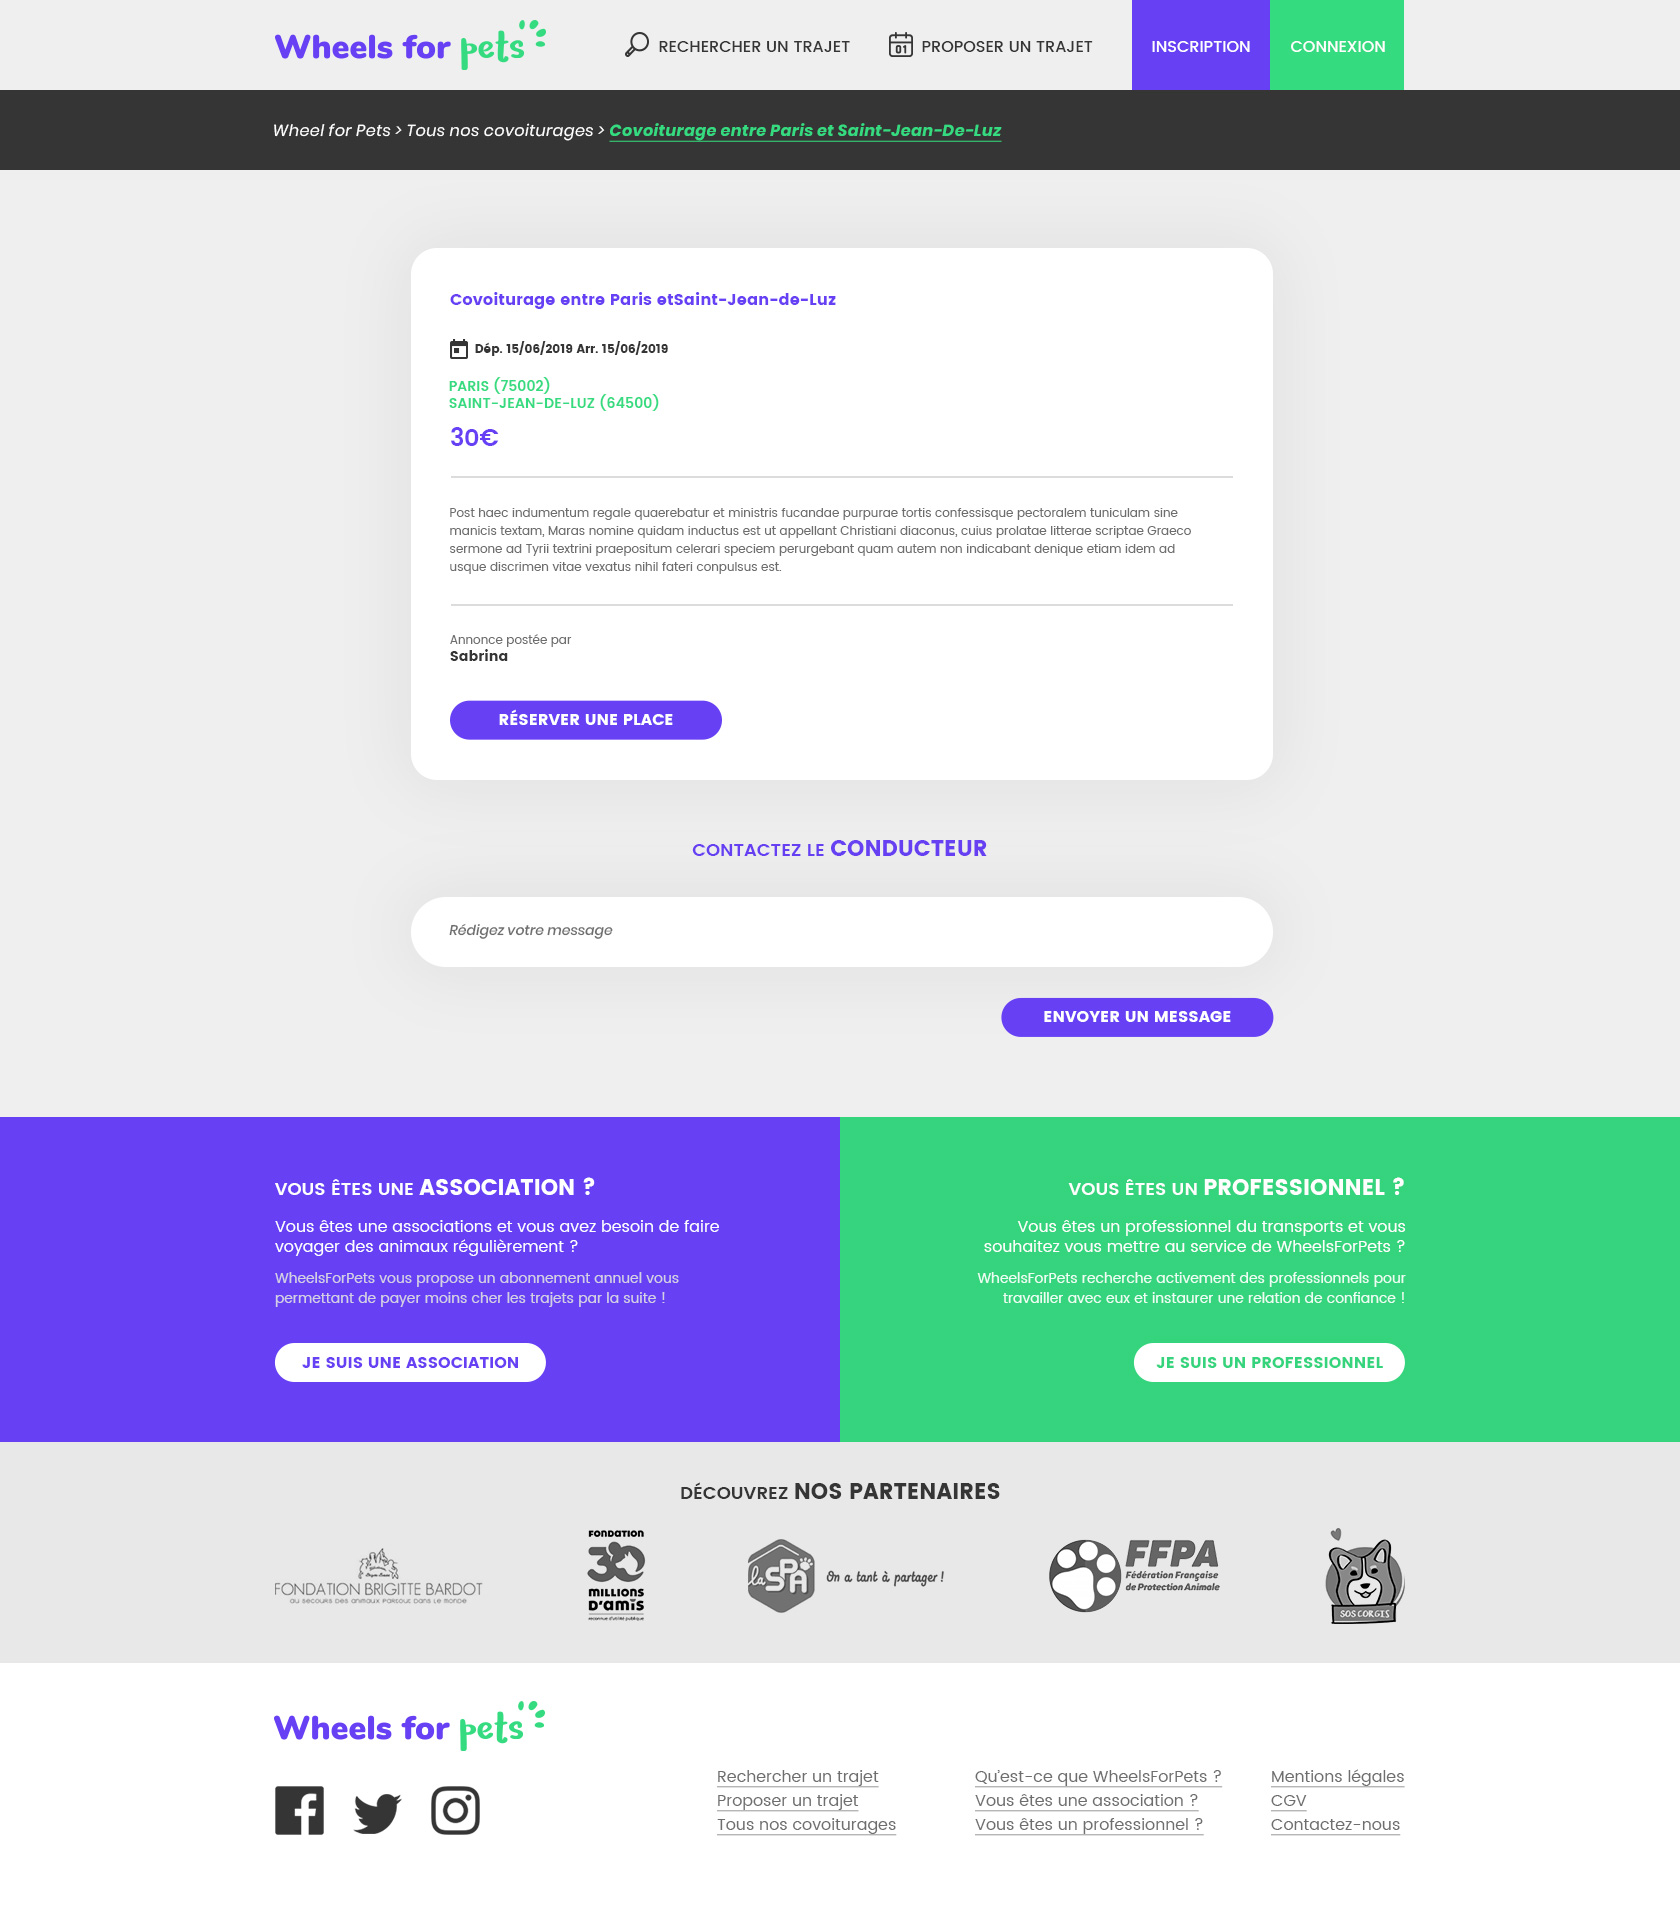 Wheels for pets
RECHERCHER UN TRAJET
01
PROPOSER UN TRAJET
INSCRIPTION
CONNEXION
Wheel for Pets > Tous nos covoiturages > Covoiturage entre Paris et Saint-Jean-De-Luz
Covoiturage entre Paris etSaint-Jean-de-Luz
Dép. 15/06/2019 Arr. 15/06/2019
PARIS (75002)
SAINT-JEAN-DE-LUZ (64500)
30€
Post haec indumentum regale quaerebatur et ministris fucandae purpurae tortis confessisque pectoralem tuniculam sine
manicis textam, Maras nomine quidam inductus est ut appellant Christiani diaconus, cuius prolatae litterae scriptae Graeco
sermone ad Tyrii textrini praepositum celerari speciem perurgebant quam autem non indicabant denique etiam idem ad
usque discrimen vitae vexatus nihil fateri conpulsus est.
Annonce postée par
Sabrina
RÉSERVER UNE PLACE
CONTACTEZ LE CONDUCTEUR
Rédigez votre message
ENVOYER UN MESSAGE
VOUS ÊTES UNE ASSOCIATION ?
Vous êtes une associations et vous avez besoin de faire
voyager des animaux régulièrement ?
WheelsForPets vous propose un abonnement annuel vous
permettant de payer moins cher les trajets par la suite !
JE SUIS UNE ASSOCIATION
VOUS ÊTES UN PROFESSIONNEL ?
Vous êtes un professionnel du transports et vous
souhaitez vous mettre au service de WheelsForPets ?
WheelsForPets recherche activement des professionnels pour
travailler avec eux et instaurer une relation de confiance !
JE SUIS UN PROFESSIONNEL
DÉCOUVREZ NOS PARTENAIRES
FONDATION BRIGITTE BARDOT
au secours des animaux partout dans le monde
FONDATION
30
MILLIONS
D'AMIS
reconnue d'utilité publique
la SPA
On a tant à partager !
FFPA
Fédération Française
de Protection Animale
SOS CORGIS
Wheels for pets
Rechercher un trajet
Proposer un trajet
Tous nos covoiturages
Qu'est-ce que WheelsForPets ?
Vous êtes une association ?
Vous êtes un professionnel ?
Mentions légales
CGV
Contactez-nous